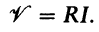 𝒱 = RI.